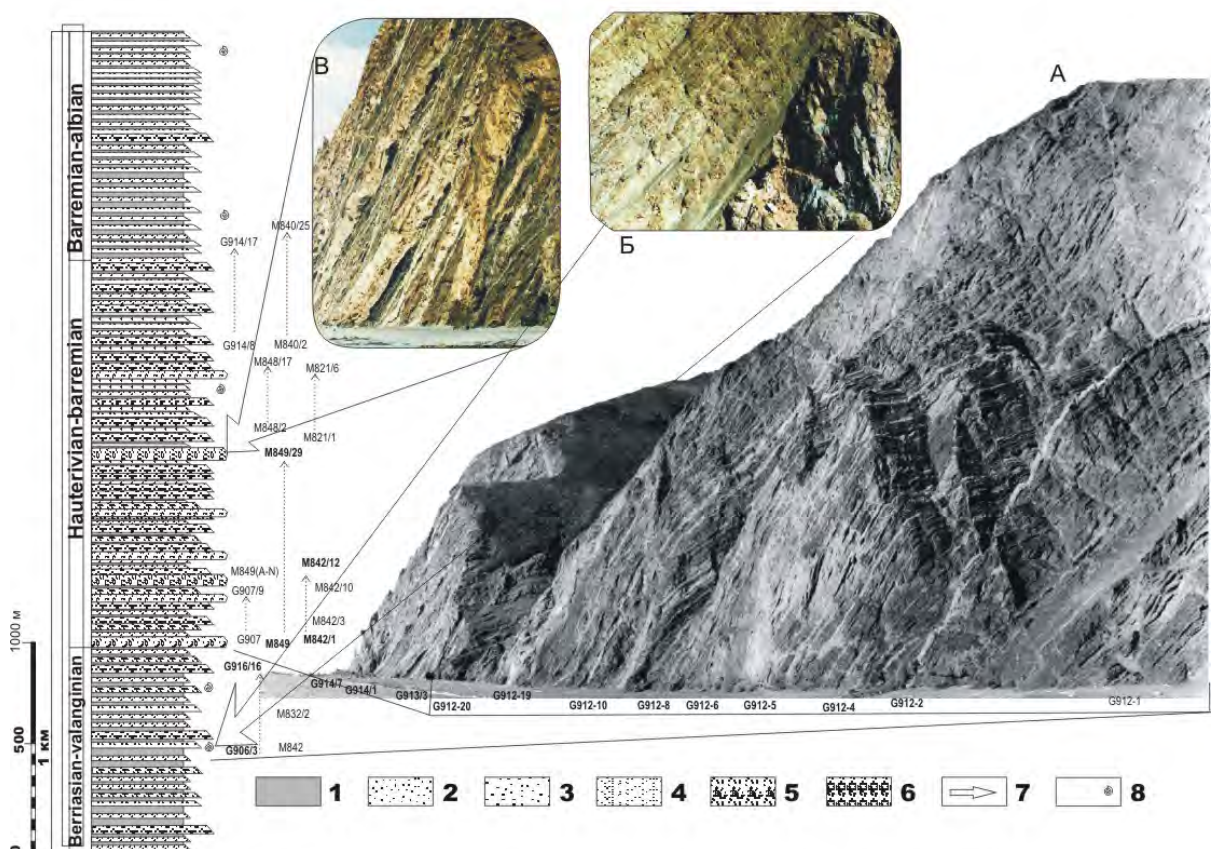 В
А
Б
Barremian-albian
Hauterivian-barremian
Berriasian-valanginian
M840/25
G914/17
G914/8
M840/2
M848/17
M821/6
M848/2
M821/1
M849/29
M842/12
M849(A-N)
M842/10
G907/9
M842/3
G907
M849
M842/1
1000 м
500
1 км
G916/16
G914/7
G914/1
G913/3
G912-19
G912-20
G912-10
G912-8
G912-6
G912-5
G912-4
G912-2
G912-1
M832/2
G906/3
M842
1
2
3
4
5
6
7
8